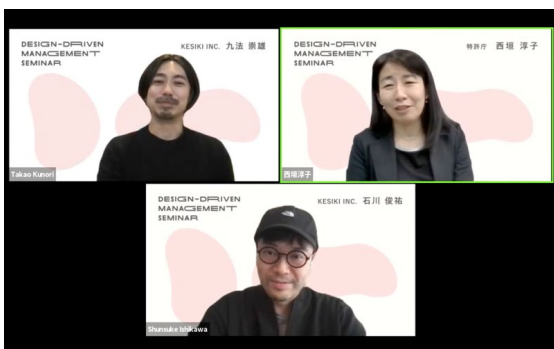 DESIGN-DRIVEN
MANAGEMENT
SEMINAR
KESIKI INC. 九法 崇雄
Takao Kunori
DESIGN-DRIVEN
MANAGEMENT
SEMINAR
特許庁 西垣 淳子
西垣淳子
DESIGN-DRIVEN
MANAGEMENT
SEMINAR
KESIKI INC. 石川 俊祐
Shunsuke Ishikawa